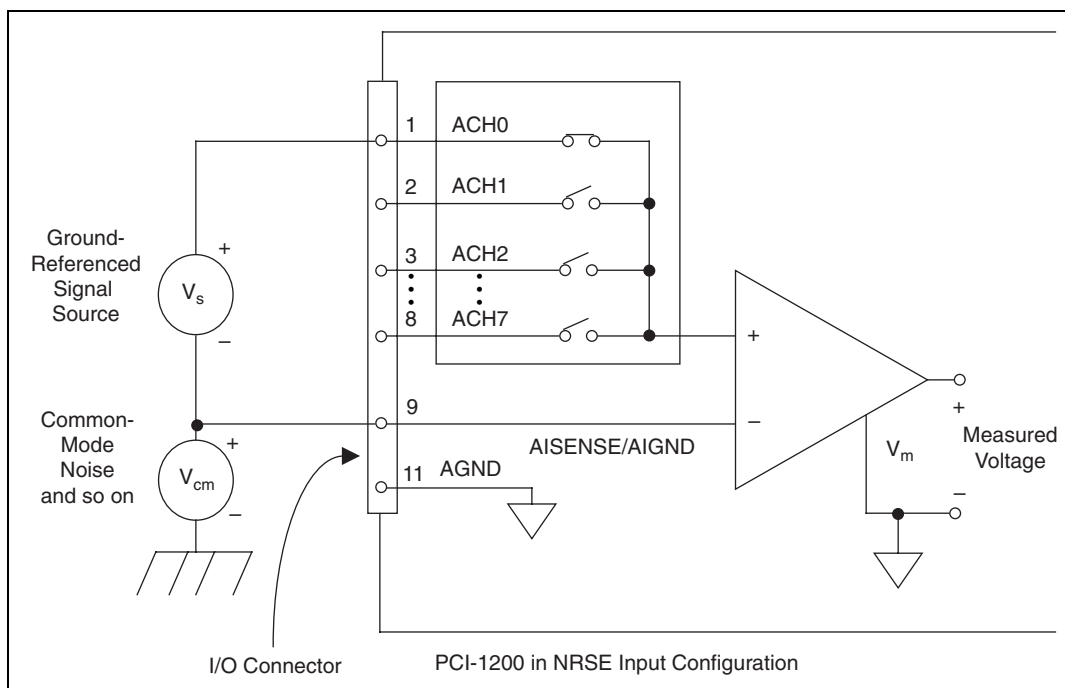 1 ACH0
2 ACH1
3 ACH2
8 ACH7
Ground-
Referenced
Signal
Source
+
Vs
–
+
–
9
AISENSE/AIGND
Common-
Mode
Noise
and so on
+
Vcm
–
11 AGND
Vm
+
Measured
Voltage
–
I/O Connector
PCI-1200 in NRSE Input Configuration